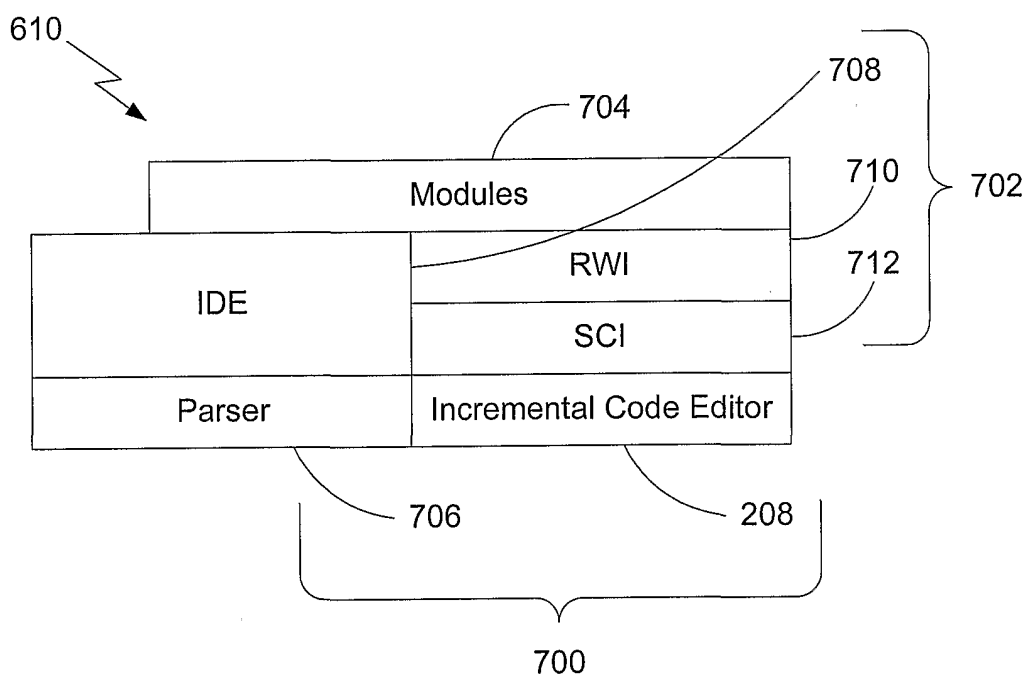 610
708
704
702
710
Modules
RWI
712
IDE
SCI
Parser
Incremental Code Editor
706
208
700